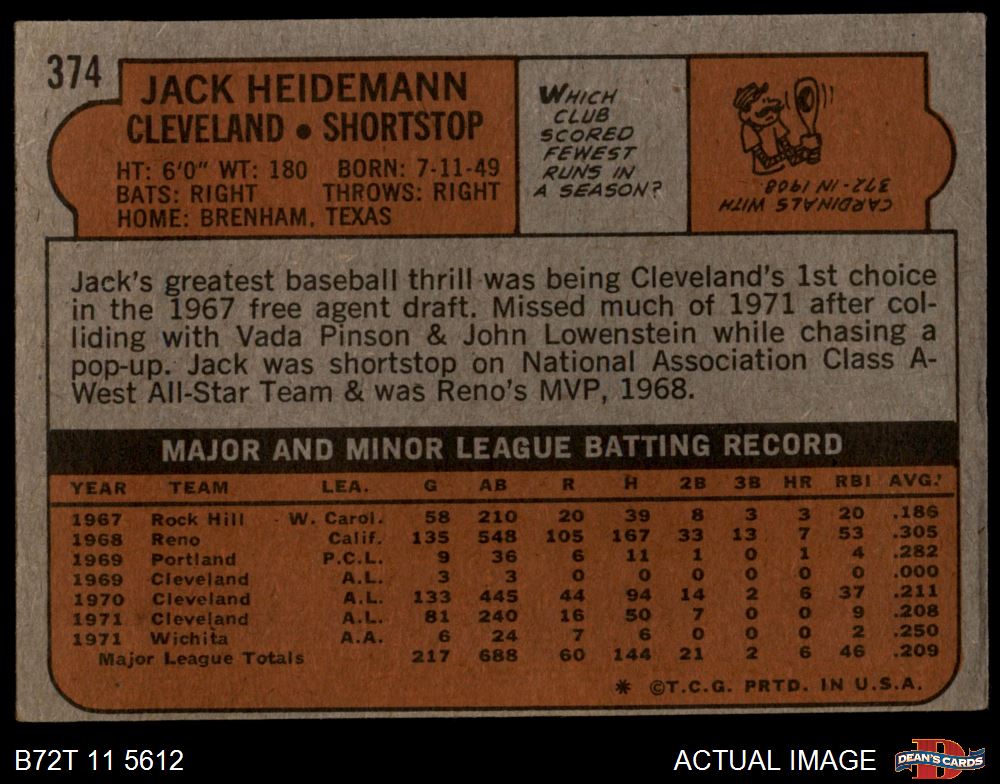 374
JACK HEIDEMANN
CLEVELAND • SHORTSTOP
HT: 6'0" WT: 180 BORN: 7-11-49
BATS: RIGHT THROWS: RIGHT
HOME: BRENHAM, TEXAS
WHICH
CLUB
SCORED
FEWEST
RUNS IN
A SEASON?
CARDINALS WITH
372 IN 1908
Jack's greatest baseball thrill was being Cleveland's 1st choice
in the 1967 free agent draft. Missed much of 1971 after col-
liding with Vada Pinson & John Lowenstein while chasing a
pop-up. Jack was shortstop on National Association Class A-
West All-Star Team & was Reno's MVP, 1968.
MAJOR AND MINOR LEAGUE BATTING RECORD
YEAR TEAM LEA. G AB R H 2B 3B HR RBI AVG.
1967 Rock Hill W. Carol. 58 210 20 39 8 3 3 20 .186
1968 Reno Calif. 135 548 105 167 33 13 7 53 .305
1969 Portland P.C.L. 9 36 6 11 1 0 1 4 .282
1969 Cleveland A.L. 3 3 0 0 0 0 0 0 .000
1970 Cleveland A.L. 133 445 44 94 14 2 6 37 .211
1971 Cleveland A.L. 81 240 16 50 7 0 0 9 .208
1971 Wichita A.A. 6 24 7 6 0 0 0 2 .250
Major League Totals 217 688 60 144 21 2 6 46 .209
* ©T.C.G. PRTD. IN U.S.A.
B72T 11 5612
ACTUAL IMAGE
DEAN'S CARDS